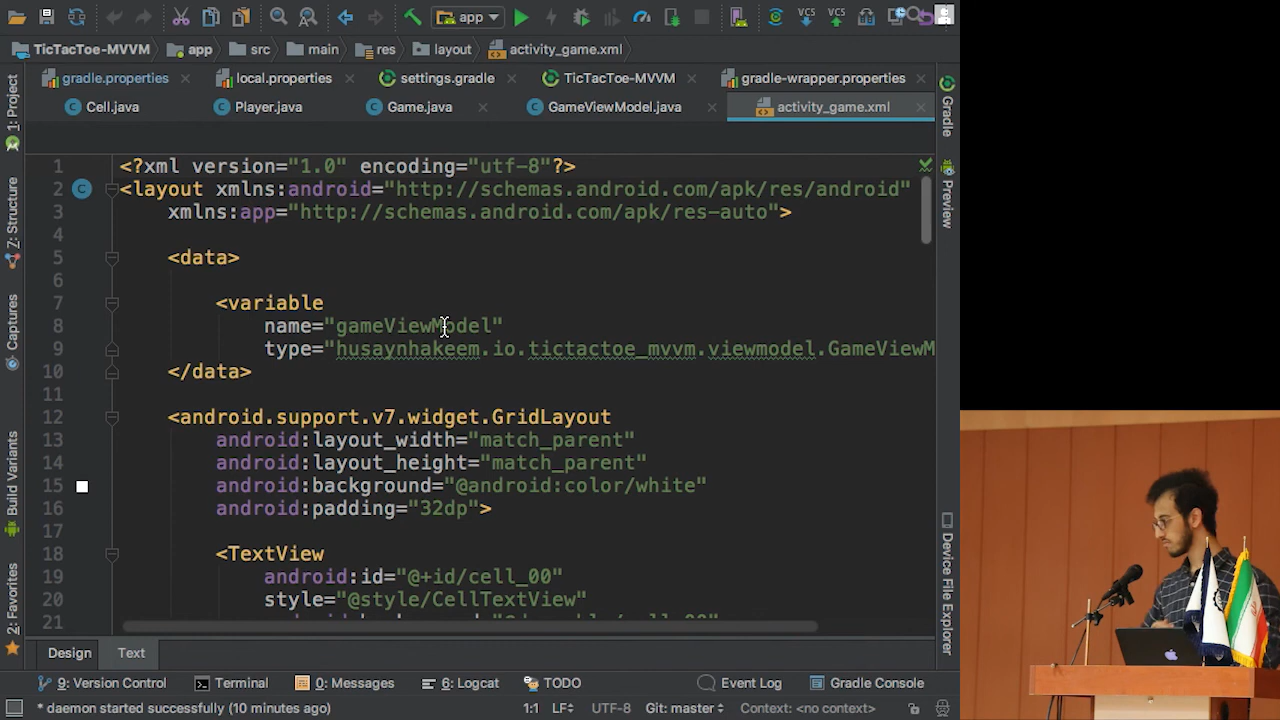 app
VCS
VCS
TicTacToe-MVVM
app
src
main
res
layout
activity_game.xml
gradle.properties
local.properties
settings.gradle
TicTacToe-MVVM
gradle-wrapper.properties
Cell.java
Player.java
Game.java
GameViewModel.java
activity_game.xml
1: Project
7: Structure
Captures
Build Variants
2: Favorites
1 <?xml version="1.0" encoding="utf-8"?>
2 <layout xmlns:android="http://schemas.android.com/apk/res/android"
3 xmlns:app="http://schemas.android.com/apk/res-auto">
4
5 <data>
6
7 <variable
8 name="gameViewModel"
9 type="husaynhakeem.io.tictactoe_mvvm.viewmodel.GameViewM
10 </data>
11
12 <android.support.v7.widget.GridLayout
13 android:layout_width="match_parent"
14 android:layout_height="match_parent"
15 android:background="@android:color/white"
16 android:padding="32dp">
17
18 <TextView
19 android:id="@+id/cell_00"
20 style="@style/CellTextView"
21
Gradle
Preview
Device File Explorer
Design
Text
9: Version Control
Terminal
0: Messages
6: Logcat
TODO
Event Log
Gradle Console
* daemon started successfully (10 minutes ago)
1:1
LF
UTF-8
Git: master
Context: <no context>